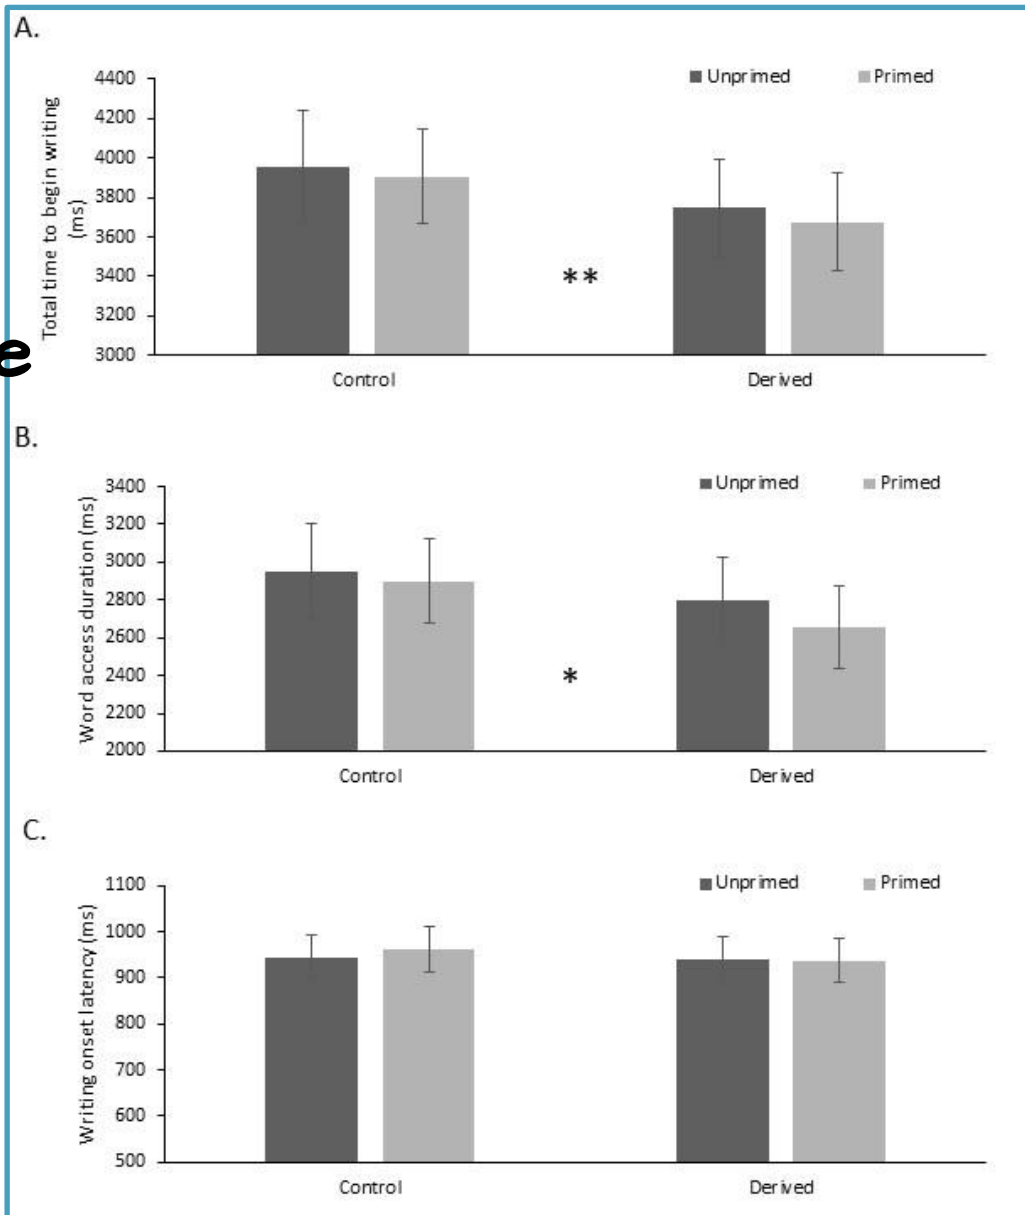 A.
Unprimed Primed
4400
4200
4000
3800
3600
3400
3200
3000
Total time to begin writing
(ms)
**
Control Derived
e
B.
Unprimed Primed
3400
3200
3000
2800
2600
2400
2200
2000
Word access duration (ms)
*
Control Derived
C.
Unprimed Primed
1100
1000
900
800
700
600
500
Writing onset latency (ms)
Control Derived